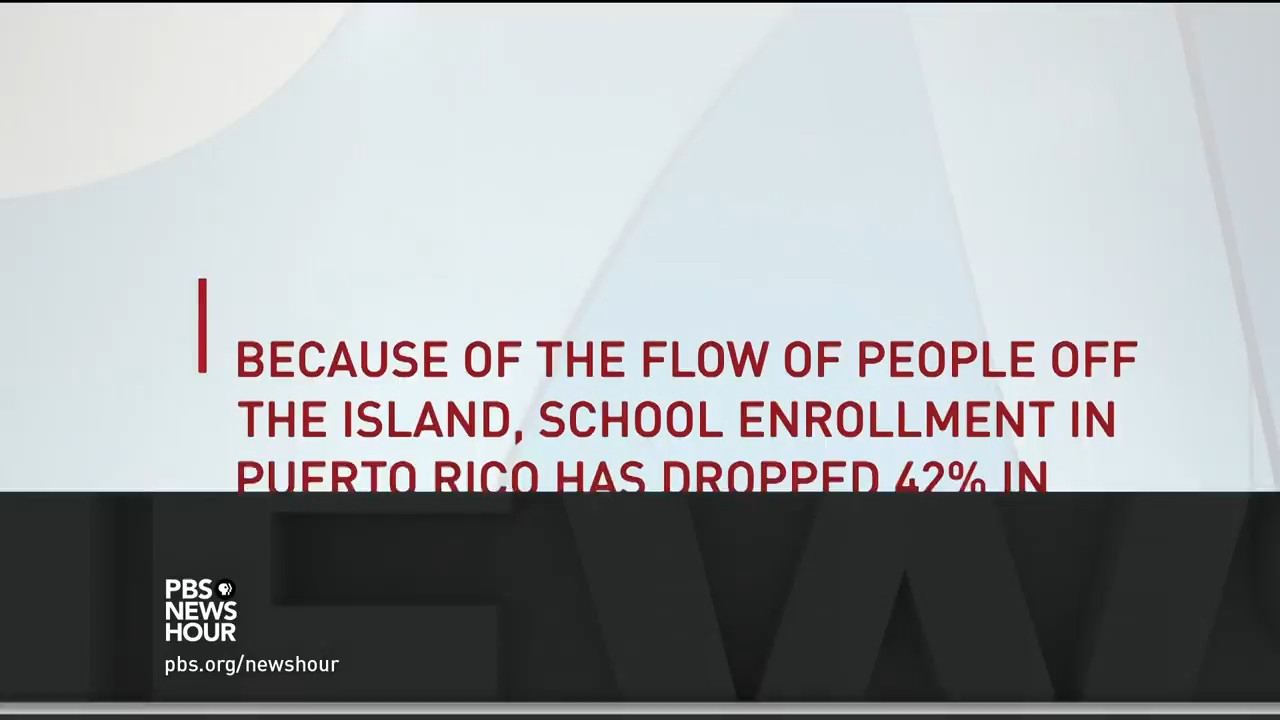 BECAUSE OF THE FLOW OF PEOPLE OFF
THE ISLAND, SCHOOL ENROLLMENT IN
PUERTO RICO HAS DROPPED 42% IN
PBS
NEWS
HOUR
pbs.org/newshour